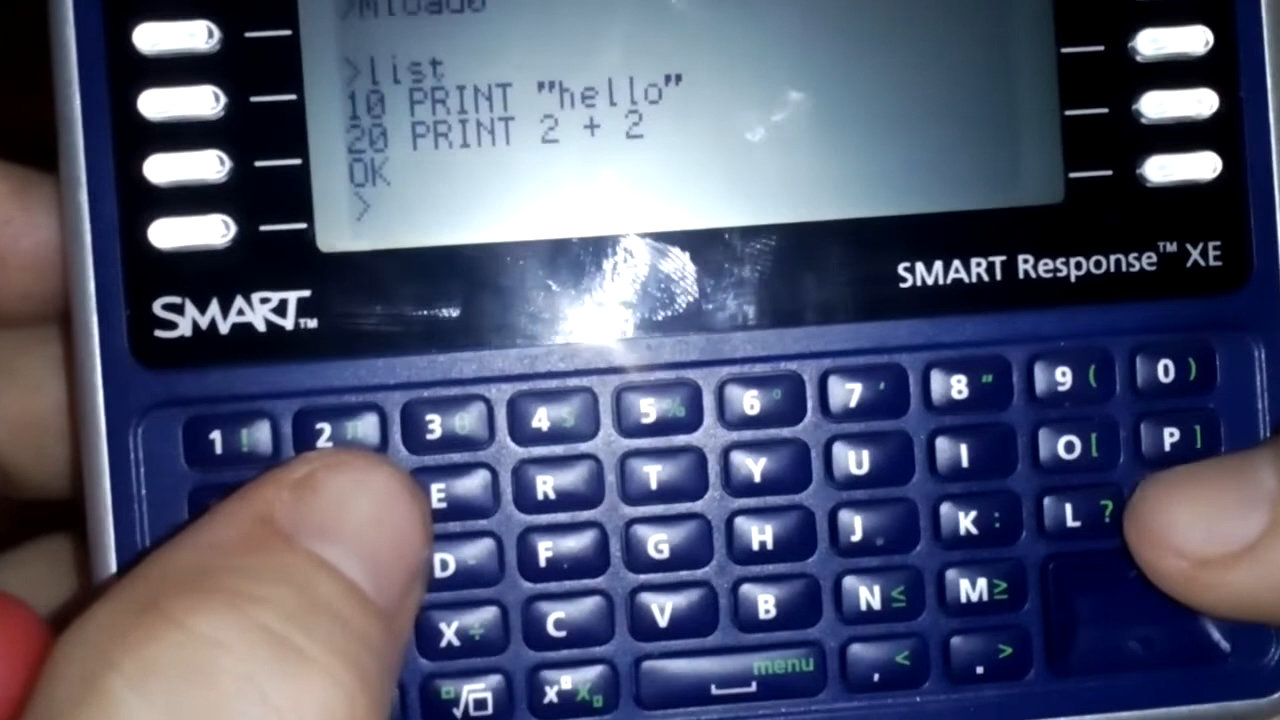 >list
10 PRINT "hello"
20 PRINT 2 + 2
OK
>
SMART™
SMART Response™ XE
1 ! 2 3 4 $ 5 % 6 ° 7 ' 8 " 9 ( 0 )
E R T Y U I O [ P ]
D F G H J K : L ?
X ÷ C V B N ≤ M ≥
√ x menu , < . >